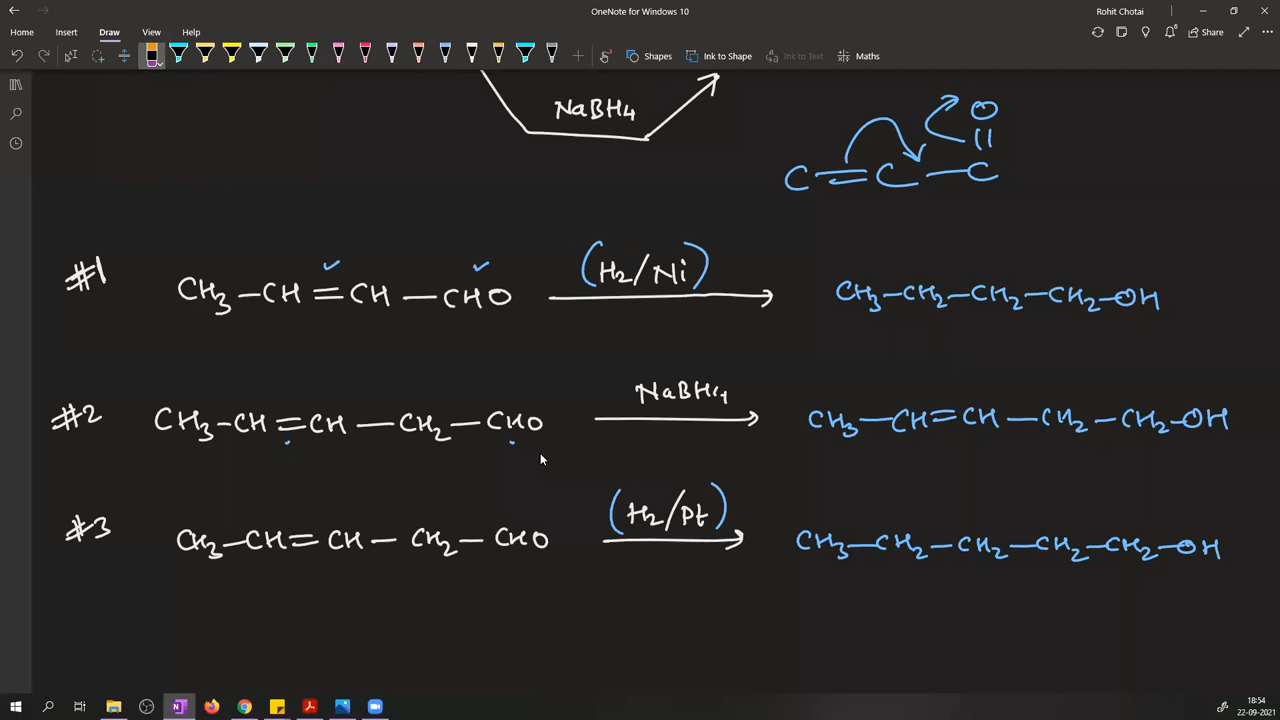 OneNote for Windows 10
Rohit Chotai
Home Insert Draw View Help
Share
Shapes Ink to Shape Ink to Text Maths
NaBH4
O
C=C-C
#1 CH3-CH=CH-CHO (H2/Ni) CH3-CH2-CH2-CH2-OH
#2 CH3-CH=CH-CH2-CHO NaBH4 CH3-CH=CH-CH2-CH2-OH
#3 CH3-CH=CH-CH2-CHO (H2/Pt) CH3-CH2-CH2-CH2-CH2-OH
18:54
22-09-2021